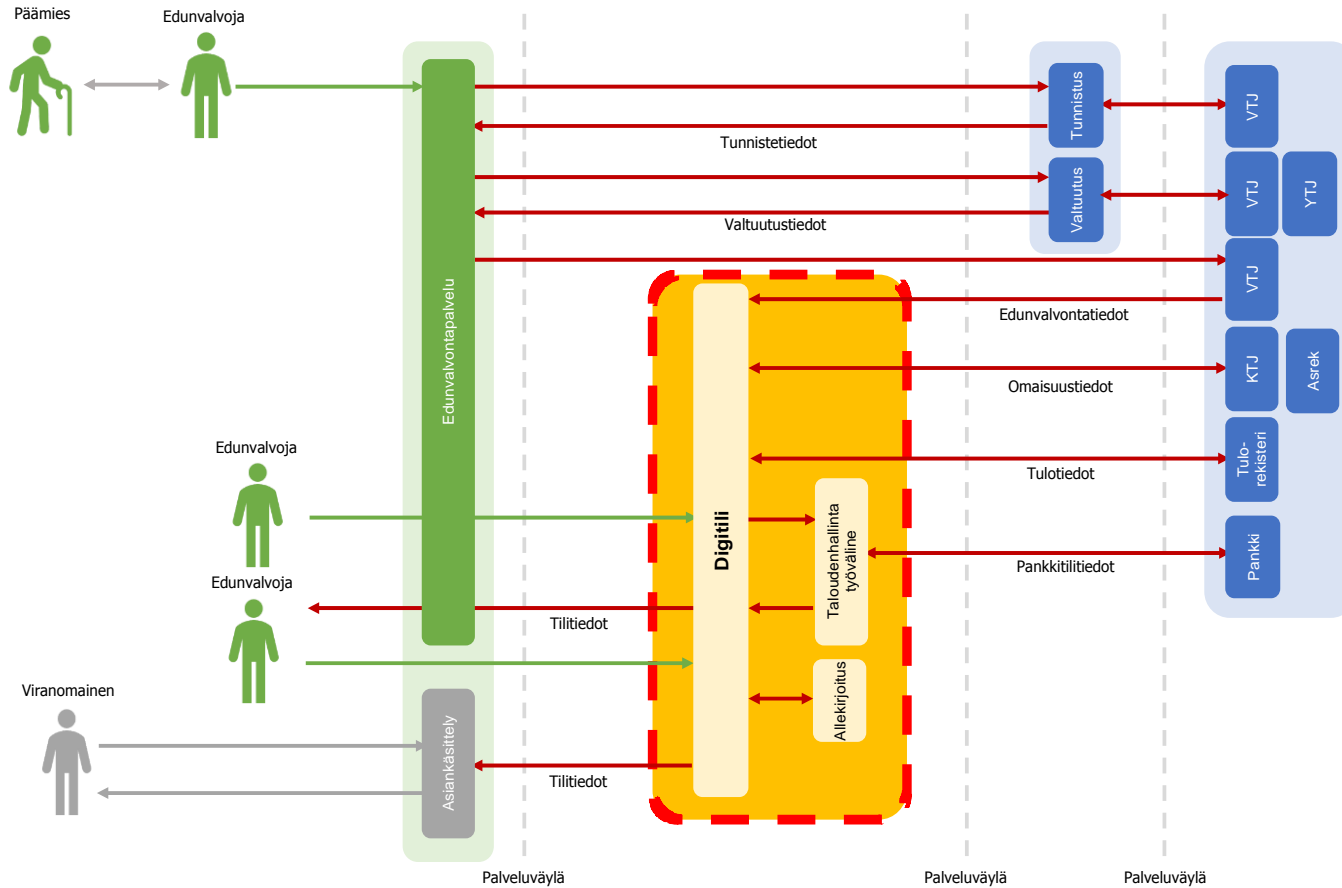 Päämies
Edunvalvoja
Edunvalvontapalvelu
Tunnistus
VTJ
Tunnistetiedot
Valtuutus
VTJ
YTJ
Valtuutustiedot
VTJ
Edunvalvontatiedot
KTJ
Asrek
Omaisuustiedot
Edunvalvoja
Tulo-
rekisteri
Tulotiedot
Digitili
Taloudenhallinta
työväline
Pankki
Pankkitilitiedot
Edunvalvoja
Tilitiedot
Allekirjoitus
Viranomainen
Asiankäsittely
Tilitiedot
Palveluväylä
Palveluväylä
Palveluväylä